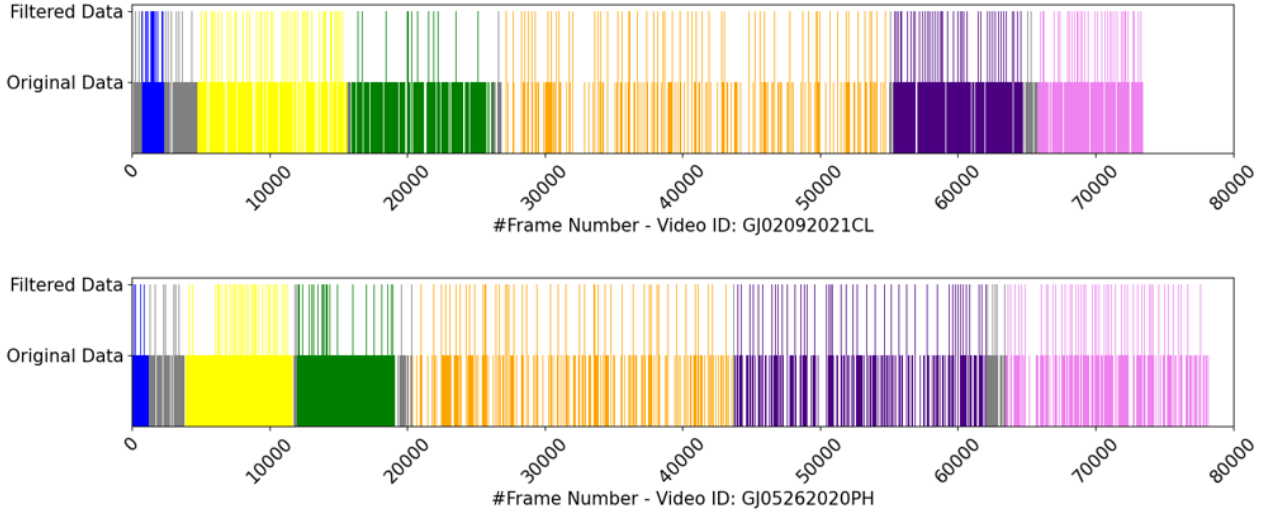 Filtered Data
Original Data
0 10000 20000 30000 40000 50000 60000 70000 80000
#Frame Number - Video ID: GJ02092021CL
Filtered Data
Original Data
0 10000 20000 30000 40000 50000 60000 70000 80000
#Frame Number - Video ID: GJ05262020PH